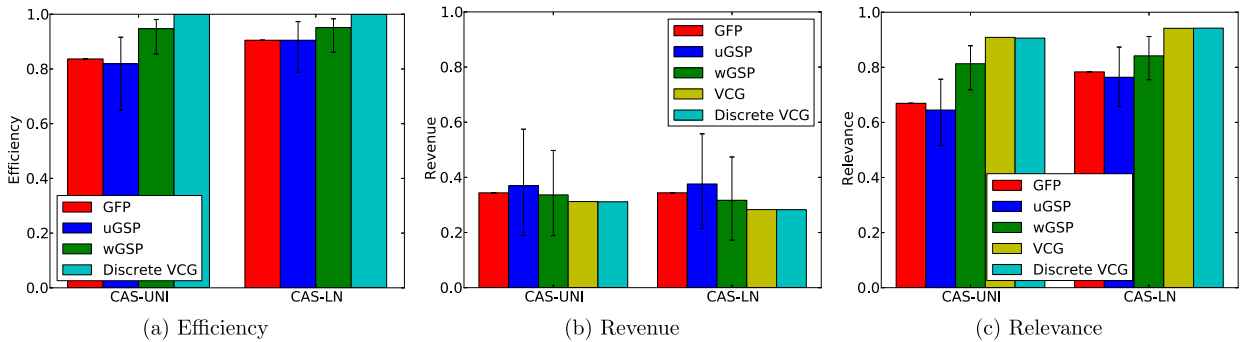 1.0
0.8
0.6
0.4
0.2
0.0
Efficiency
GFP
uGSP
wGSP
Discrete VCG
CAS-UNI
CAS-LN
(a) Efficiency
1.0
0.8
0.6
0.4
0.2
0.0
Revenue
GFP
uGSP
wGSP
VCG
Discrete VCG
CAS-UNI
CAS-LN
(b) Revenue
1.0
0.8
0.6
0.4
0.2
0.0
Relevance
GFP
uGSP
wGSP
VCG
Discrete VCG
CAS-UNI
CAS-LN
(c) Relevance